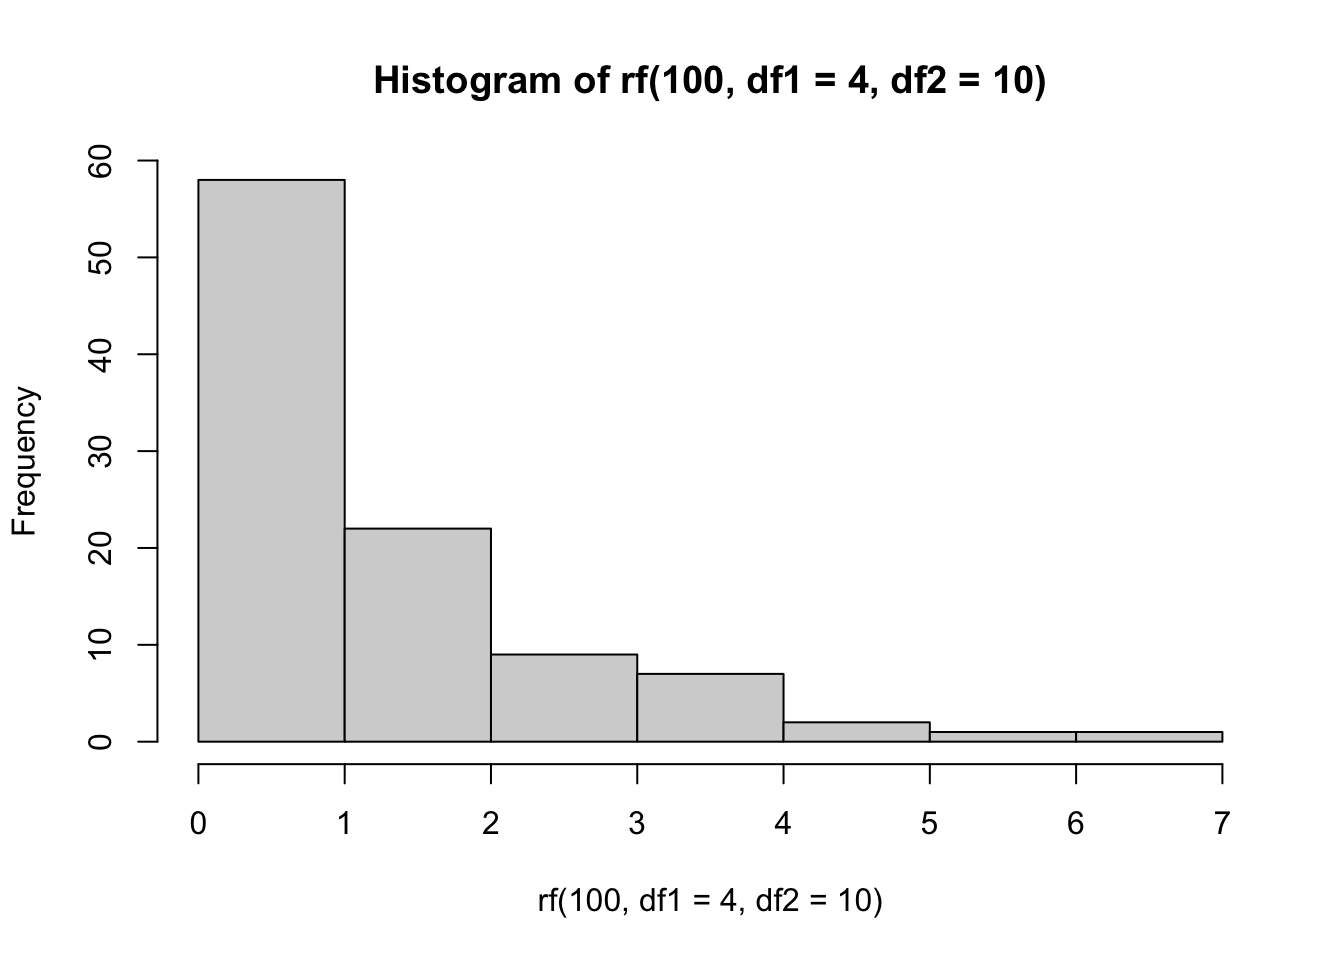 Histogram of rf(100, df1 = 4, df2 = 10)
Frequency
60
50
40
30
20
10
0
0 1 2 3 4 5 6 7
rf(100, df1 = 4, df2 = 10)